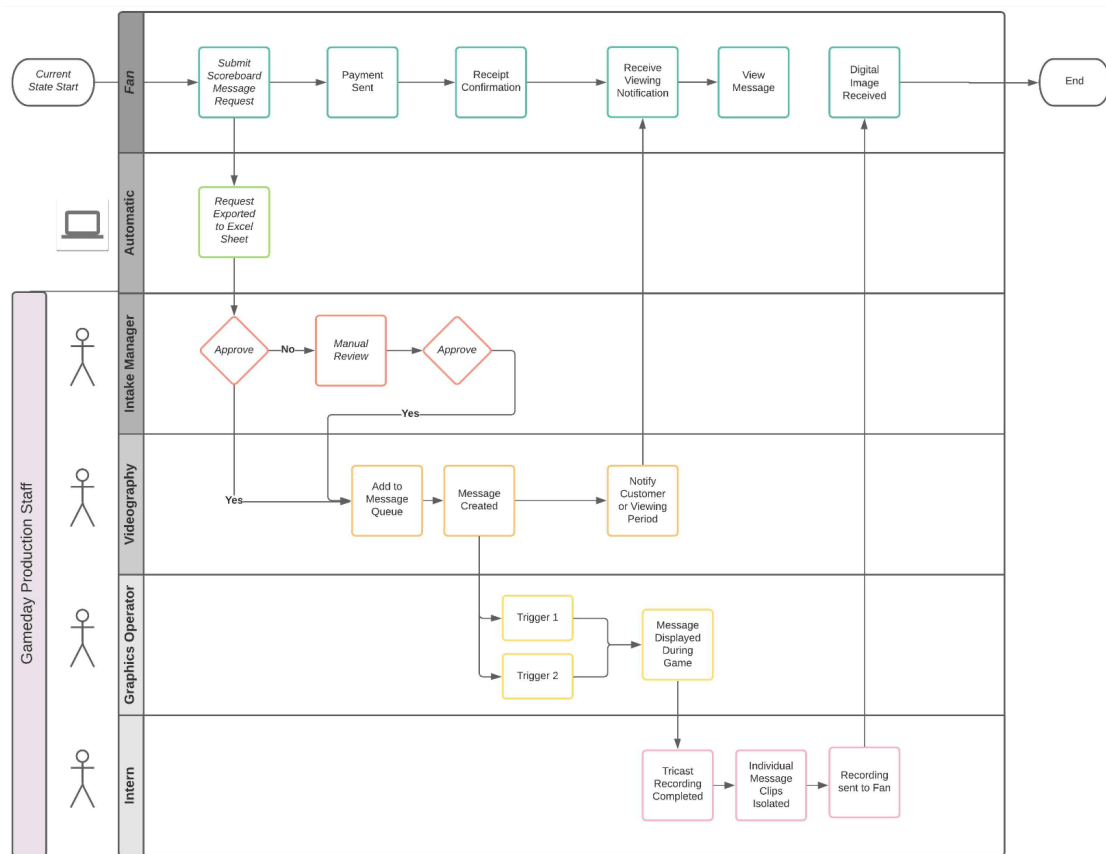 Current
State Start
Fan
Submit
Scoreboard
Message
Request
Payment
Sent
Receipt
Confirmation
Receive
Viewing
Notification
View
Message
Digital
Image
Received
End
Automatic
Request
Exported
to Excel
Sheet
Gameday Production Staff
Intake Manager
Approve
No
Manual
Review
Approve
Yes
Yes
Videography
Add to
Message
Queue
Message
Created
Notify
Customer
or Viewing
Period
Graphics Operator
Trigger 1
Trigger 2
Message
Displayed
During
Game
Intern
Tricast
Recording
Completed
Individual
Message
Clips
Isolated
Recording
sent to Fan